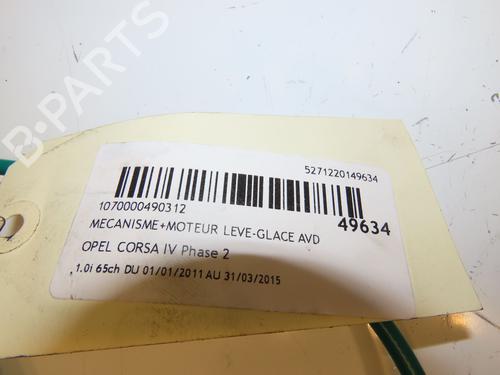 B-PARTS
5271220149634
1070000490312
49634
MECANISME+MOTEUR LEVE-GLACE AVD
OPEL CORSA IV Phase 2
1.0i 65ch DU 01/01/2011 AU 31/03/2015